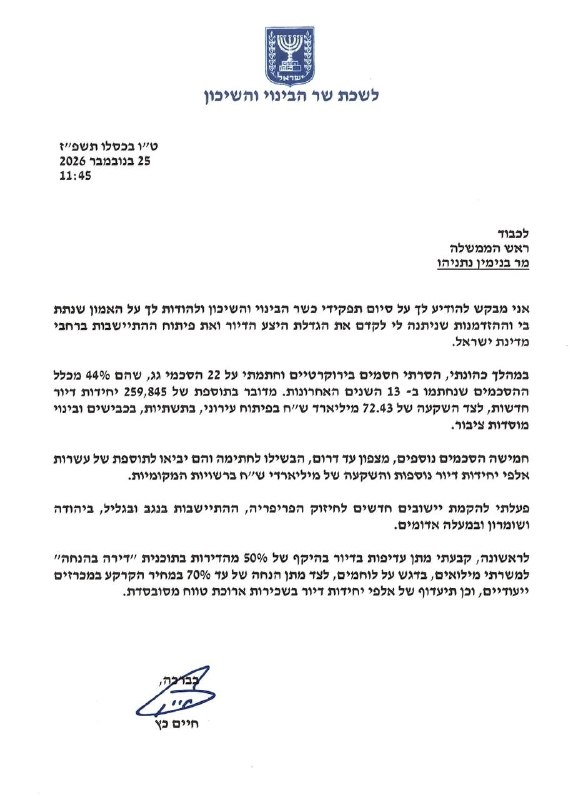 ישראל
לשכת שר הבינוי והשיכון
ט״ו בכסלו תשפ״ז
25 בנובמבר 2026
11:45
לכבוד
ראש הממשלה
מר בנימין נתניהו
אני מבקש להודיע לך על סיום תפקידי כשר הבינוי והשיכון ולהודות לך על האמון שנתת
בי וההזדמנות שניתנה לי לקדם את הגדלת היצע הדיור ואת פיתוח ההתיישבות ברחבי
מדינת ישראל.
במהלך כהונתי, הסרתי חסמים בירוקרטיים וחתמתי על 22 הסכמי גג, שהם 44% מכלל
ההסכמים שנחתמו ב- 13 השנים האחרונות. מדובר בתוספת של 259,845 יחידות דיור
חדשות, לצד השקעה של 72.43 מיליארד ש״ח בפיתוח עירוני, בתשתיות, בכבישים ובינוי
מוסדות ציבור.
חמישה הסכמים נוספים, מצפון עד דרום, הבשילו לחתימה והם יביאו לתוספת של עשרות
אלפי יחידות דיור נוספות והשקעה של מיליארדי ש״ח ברשויות המקומיות.
פעלתי להקמת יישובים חדשים לחיזוק הפריפריה, ההתיישבות בנגב ובגליל, ביהודה
ושומרון ובמעלה אדומים.
לראשונה, קבעתי מתן עדיפות בדיור בהיקף של 50% מהדירות בתוכנית ״דירה בהנחה״
למשרתי מילואים, בדגש על לוחמים, לצד מתן הנחה של עד 70% במחיר הקרקע במכרזים
ייעודיים, וכן תיעדוף של אלפי יחידות דיור בשכירות ארוכת טווח מסובסדת.
בברכה,
חיים כץ